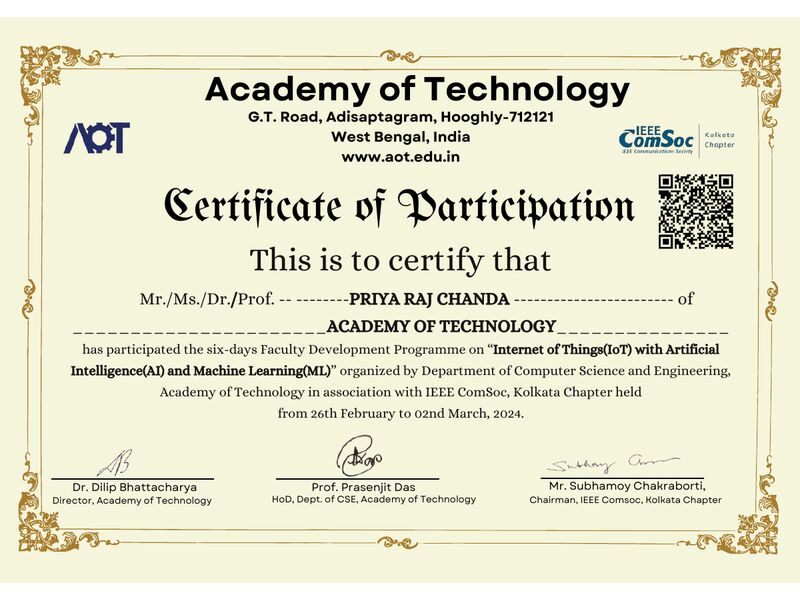 Academy of Technology
G.T. Road, Adisaptagram, Hooghly-712121
West Bengal, India
www.aot.edu.in
AOT
IEEE
ComSoc
IEEE Communications Society
Kolkata
Chapter
Certificate of Participation
This is to certify that
Mr./Ms./Dr./Prof. -- --------PRIYA RAJ CHANDA ------------------------ of
______________________ACADEMY OF TECHNOLOGY_______________
has participated the six-days Faculty Development Programme on “Internet of Things(IoT) with Artificial
Intelligence(AI) and Machine Learning(ML)” organized by Department of Computer Science and Engineering,
Academy of Technology in association with IEEE ComSoc, Kolkata Chapter held
from 26th February to 02nd March, 2024.
Dr. Dilip Bhattacharya
Director, Academy of Technology
Prof. Prasenjit Das
HoD, Dept. of CSE, Academy of Technology
Mr. Subhamoy Chakraborti,
Chairman, IEEE Comsoc, Kolkata Chapter